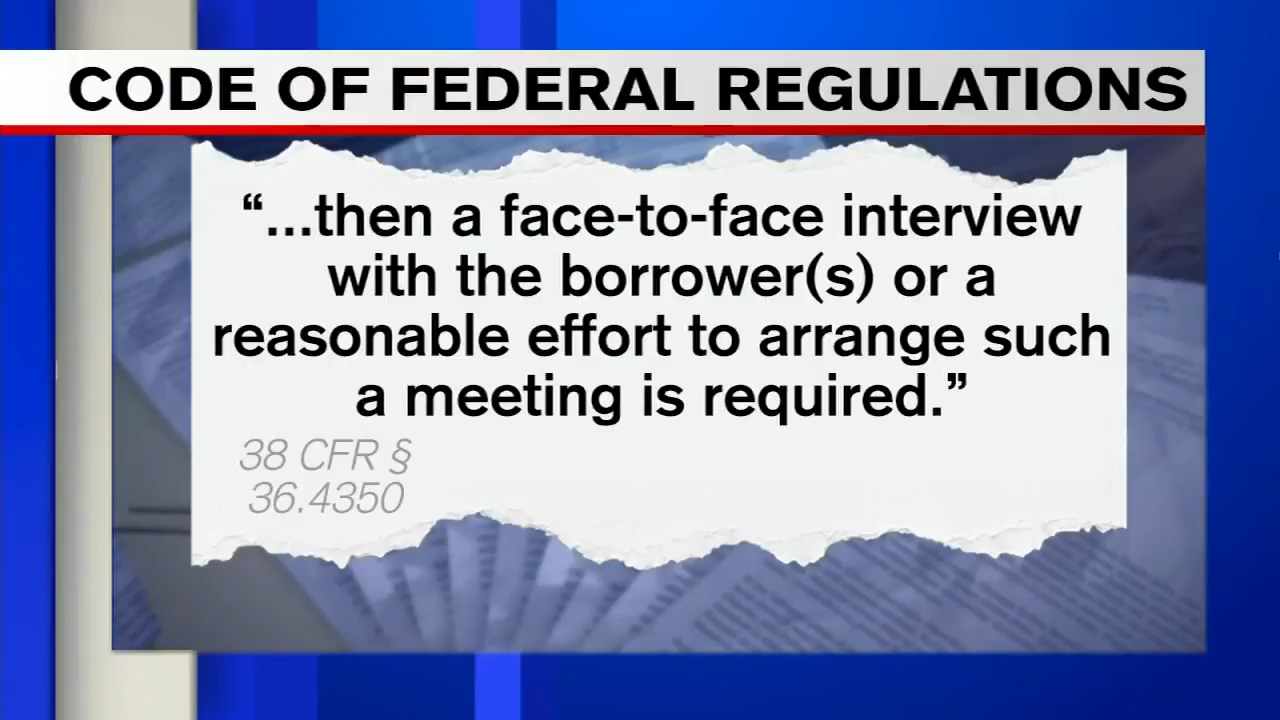 CODE OF FEDERAL REGULATIONS
“...then a face-to-face interview
with the borrower(s) or a
reasonable effort to arrange such
a meeting is required.”
38 CFR §
36.4350